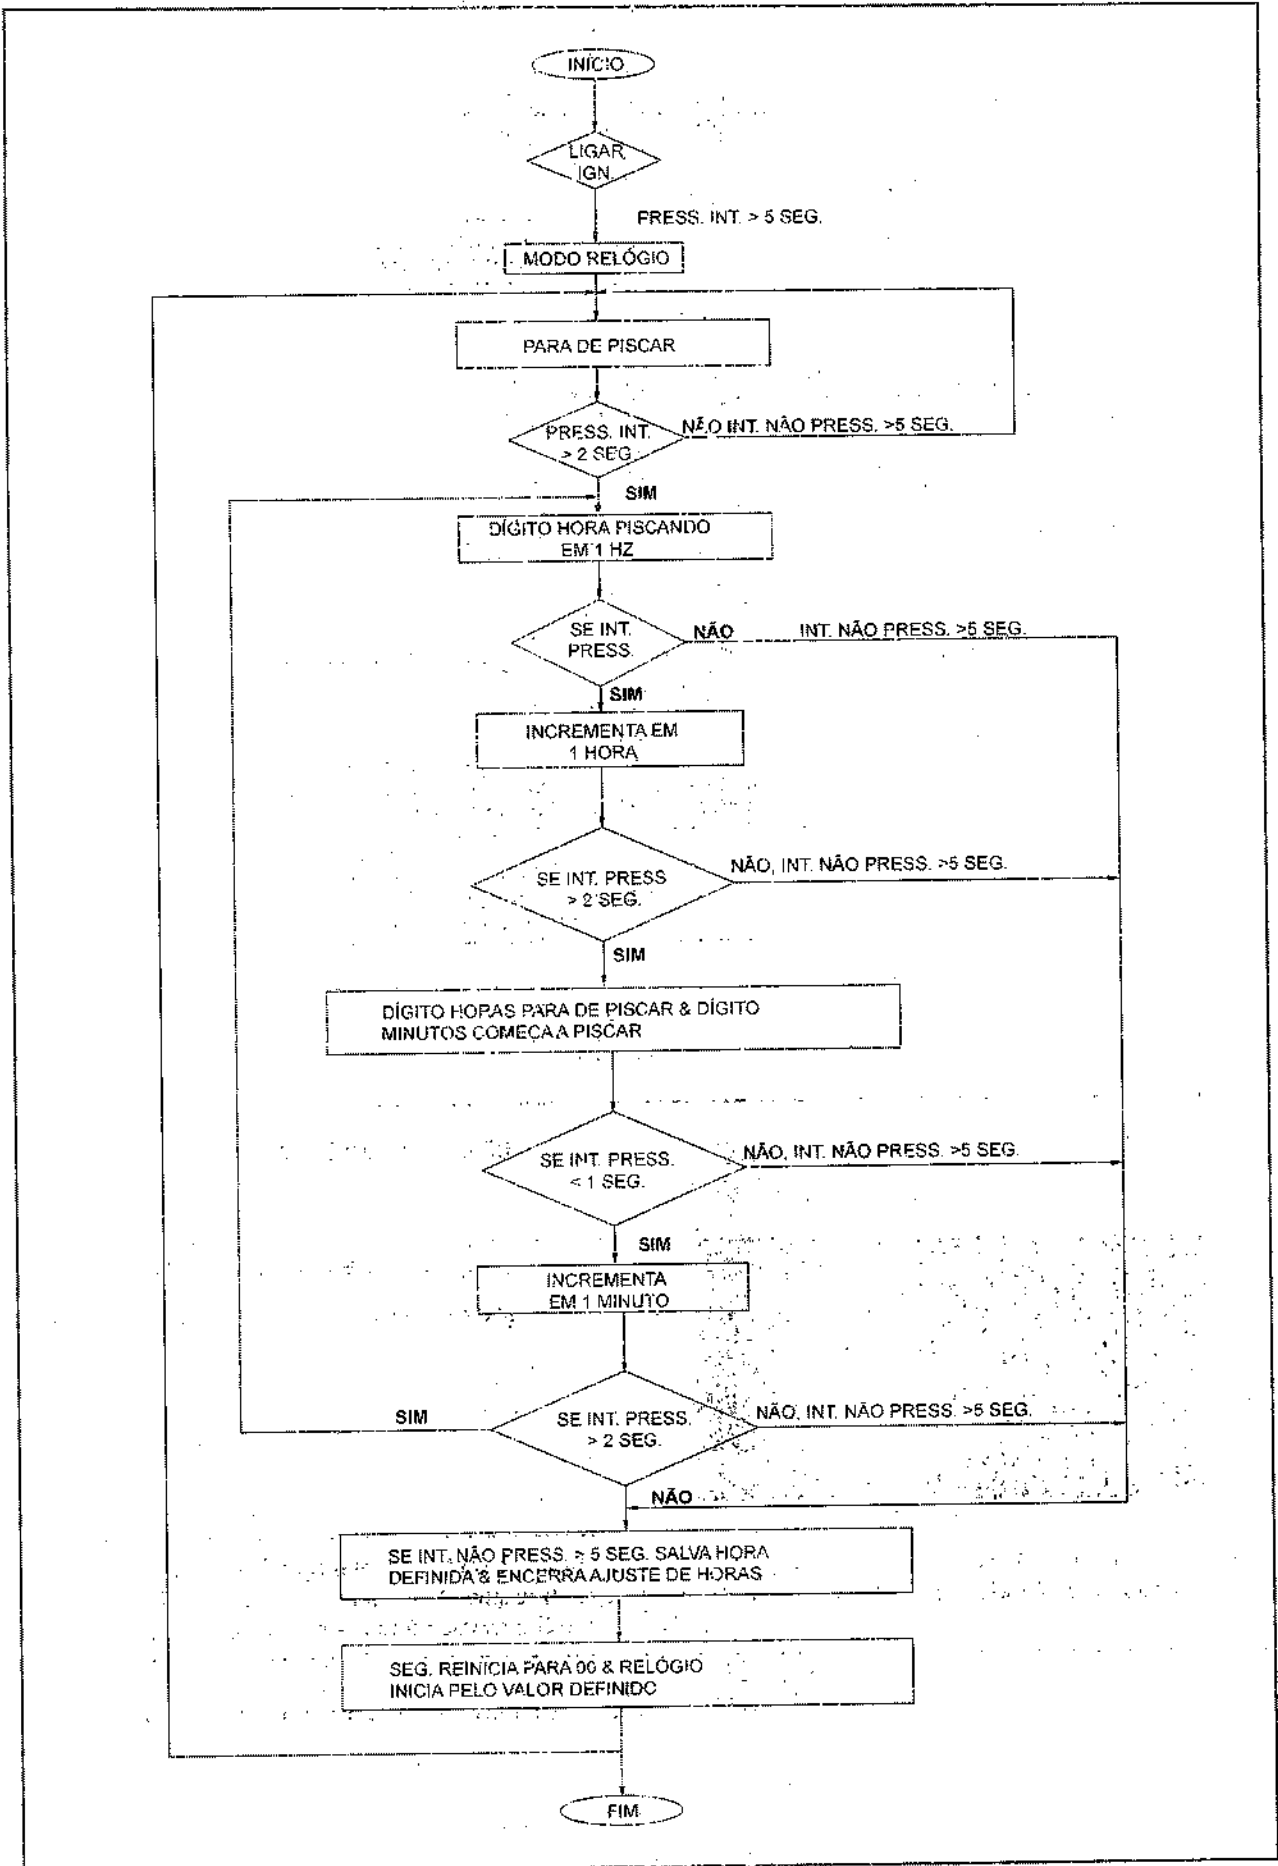 INÍCIO
LIGAR
IGN.
PRESS. INT. > 5 SEG.
MODO RELÓGIO
PARA DE PISCAR
PRESS. INT.
> 2 SEG.
NÃO INT. NÃO PRESS. >5 SEG.
SIM
DÍGITO HORA PISCANDO
EM 1 HZ
SE INT.
PRESS.
NÃO
INT. NÃO PRESS. >5 SEG.
SIM
INCREMENTA EM
1 HORA
SE INT. PRESS
> 2 SEG.
NÃO, INT. NÃO PRESS. >5 SEG.
SIM
DÍGITO HORAS PARA DE PISCAR & DÍGITO
MINUTOS COMEÇA A PISCAR
SE INT. PRESS.
< 1 SEG.
NÃO, INT. NÃO PRESS. >5 SEG.
SIM
INCREMENTA
EM 1 MINUTO
SIM
SE INT. PRESS.
> 2 SEG.
NÃO, INT. NÃO PRESS. >5 SEG.
NÃO
SE INT. NÃO PRESS. > 5 SEG. SALVA HORA
DEFINIDA & ENCERRA AJUSTE DE HORAS
SEG. REINICIA PARA 00 & RELÓGIO
INICIA PELO VALOR DEFINIDO
FIM